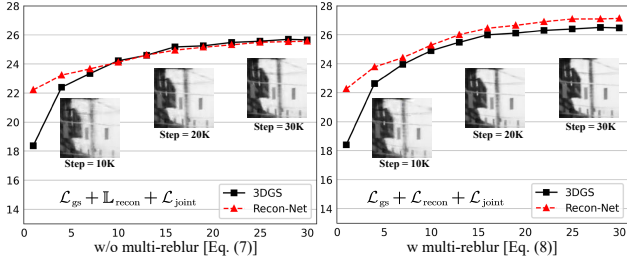 28
26
24
22
20
18
16
14
Step = 10K
Step = 20K
Step = 30K
ℒgs + 𝕃recon + ℒjoint
3DGS
Recon-Net
0 5 10 15 20 25 30
w/o multi-reblur [Eq. (7)]
28
26
24
22
20
18
16
14
Step = 10K
Step = 20K
Step = 30K
ℒgs + ℒrecon + ℒjoint
3DGS
Recon-Net
0 5 10 15 20 25 30
w multi-reblur [Eq. (8)]